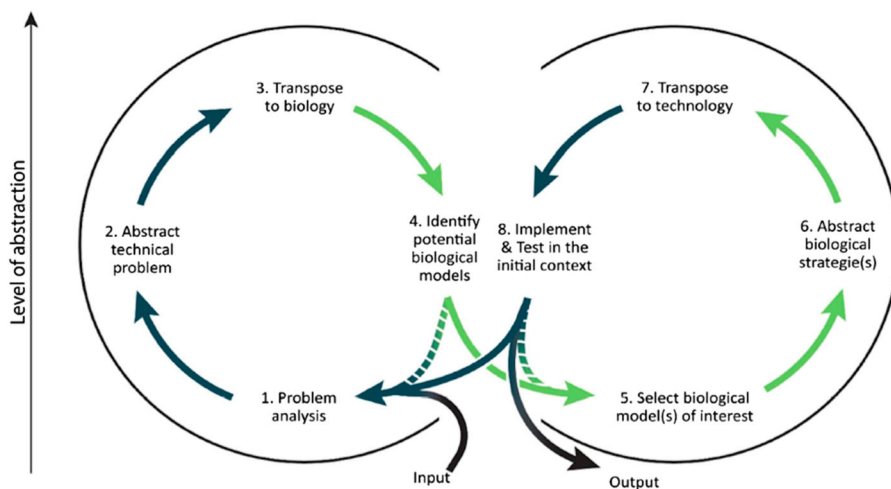 Level of abstraction
3. Transpose
to biology
7. Transpose
to technology
2. Abstract
technical
problem
4. Identify
potential
biological
models
8. Implement
& Test in the
initial context
6. Abstract
biological
strategie(s)
1. Problem
analysis
5. Select biological
model(s) of interest
Input
Output